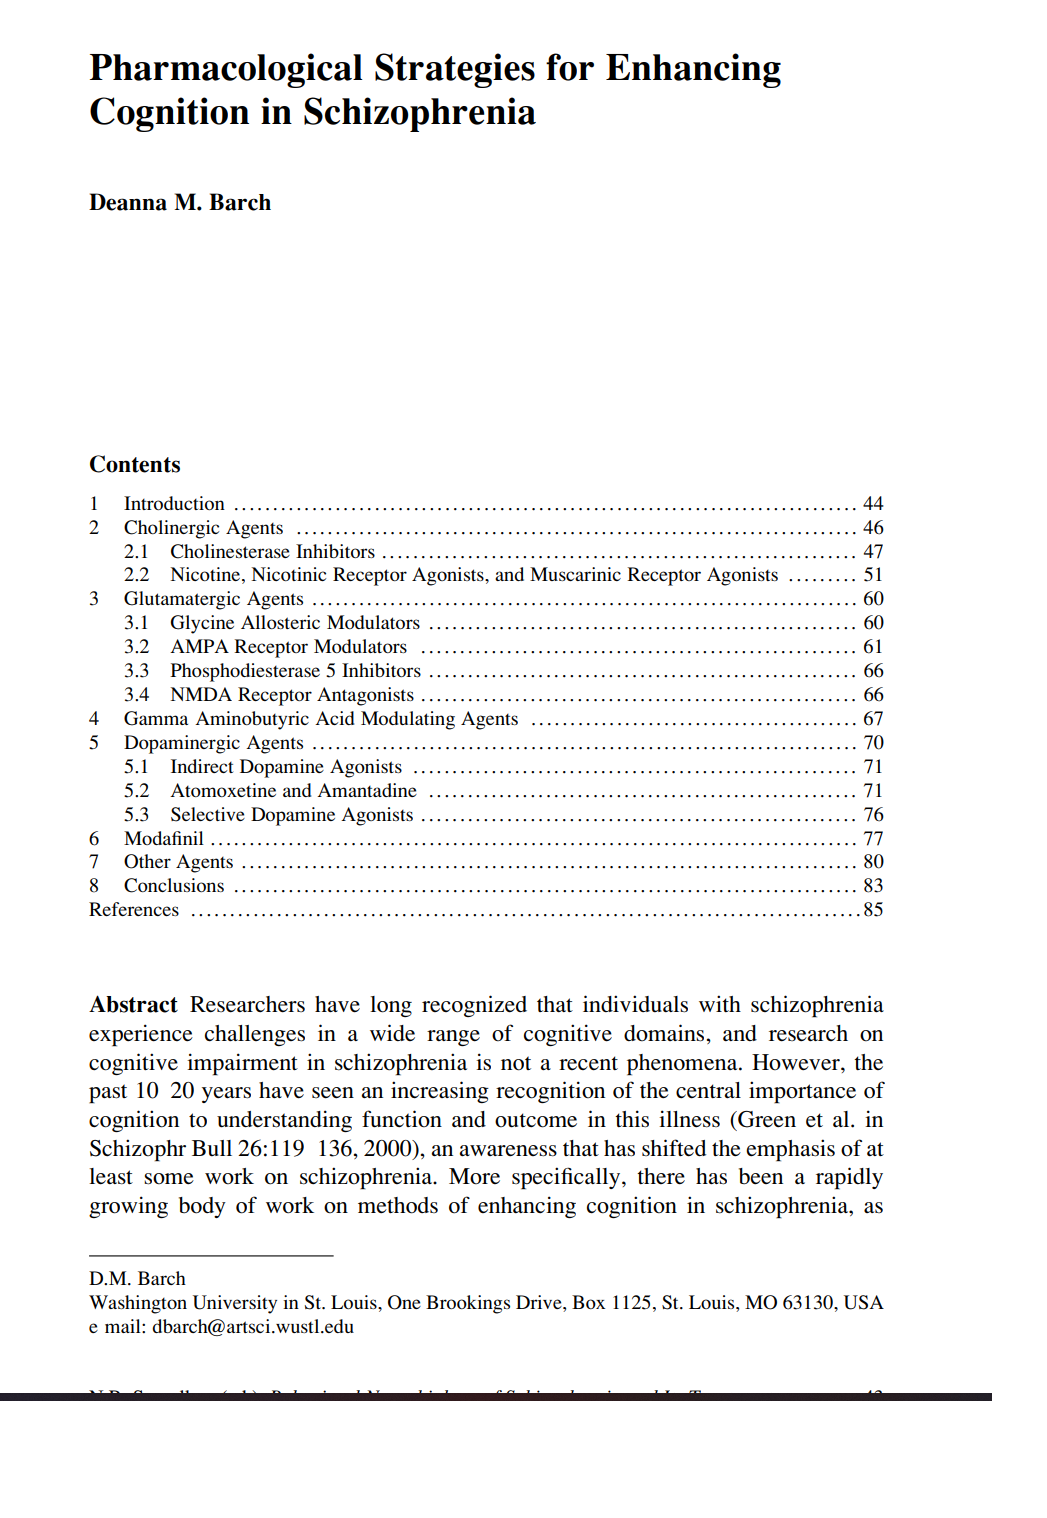 Pharmacological Strategies for Enhancing
Cognition in Schizophrenia
Deanna M. Barch
Contents
1 Introduction ........ 44
2 Cholinergic Agents ........ 46
2.1 Cholinesterase Inhibitors ........ 47
2.2 Nicotine, Nicotinic Receptor Agonists, and Muscarinic Receptor Agonists ......... 51
3 Glutamatergic Agents ........ 60
3.1 Glycine Allosteric Modulators ........ 60
3.2 AMPA Receptor Modulators ........ 61
3.3 Phosphodiesterase 5 Inhibitors ........ 66
3.4 NMDA Receptor Antagonists ........ 66
4 Gamma Aminobutyric Acid Modulating Agents ........ 67
5 Dopaminergic Agents ........ 70
5.1 Indirect Dopamine Agonists ........ 71
5.2 Atomoxetine and Amantadine ........ 71
5.3 Selective Dopamine Agonists ........ 76
6 Modafinil ........ 77
7 Other Agents ........ 80
8 Conclusions ........ 83
References ........ 85
Abstract Researchers have long recognized that individuals with schizophrenia
experience challenges in a wide range of cognitive domains, and research on
cognitive impairment in schizophrenia is not a recent phenomena. However, the
past 10 20 years have seen an increasing recognition of the central importance of
cognition to understanding function and outcome in this illness (Green et al. in
Schizophr Bull 26:119 136, 2000), an awareness that has shifted the emphasis of at
least some work on schizophrenia. More specifically, there has been a rapidly
growing body of work on methods of enhancing cognition in schizophrenia, as
D.M. Barch
Washington University in St. Louis, One Brookings Drive, Box 1125, St. Louis, MO 63130, USA
e mail: dbarch@artsci.wustl.edu